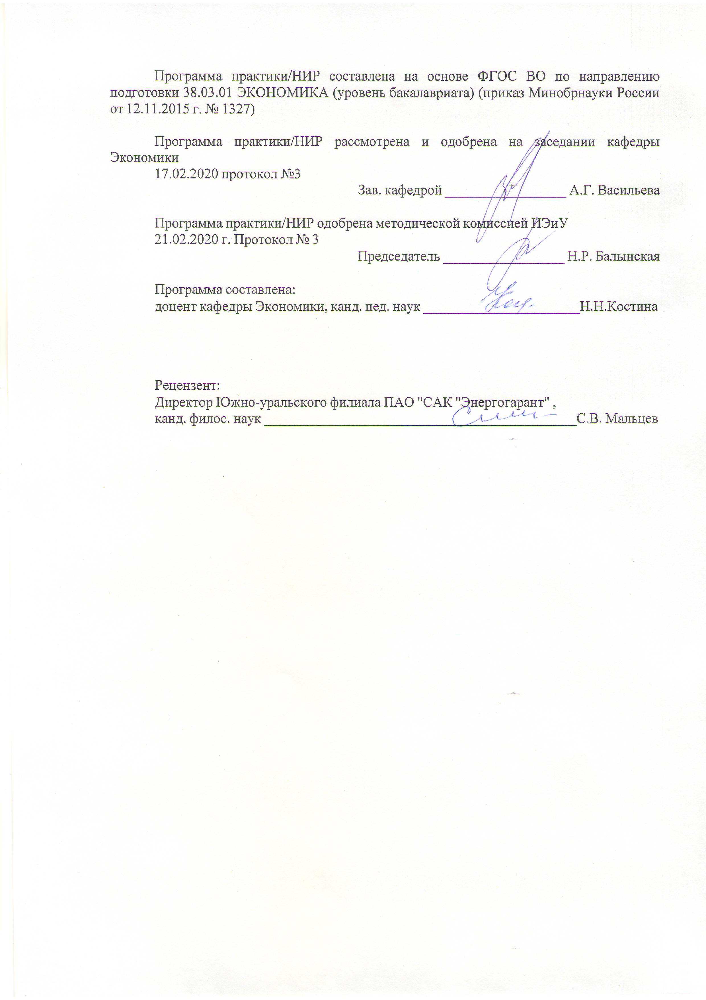 Программа практики/НИР составлена на основе ФГОС ВО по направлению
подготовки 38.03.01 ЭКОНОМИКА (уровень бакалавриата) (приказ Минобрнауки России
от 12.11.2015 г. № 1327)
Программа практики/НИР рассмотрена и одобрена на заседании кафедры
Экономики
17.02.2020 протокол №3
Зав. кафедрой ____________________ А.Г. Васильева
Программа практики/НИР одобрена методической комиссией ИЭиУ
21.02.2020 г. Протокол № 3
Председатель ____________________ Н.Р. Балынская
Программа составлена:
доцент кафедры Экономики, канд. пед. наук ____________________Н.Н.Костина
Рецензент:
Директор Южно-уральского филиала ПАО "САК "Энергогарант" ,
канд. филос. наук ____________________С.В. Мальцев